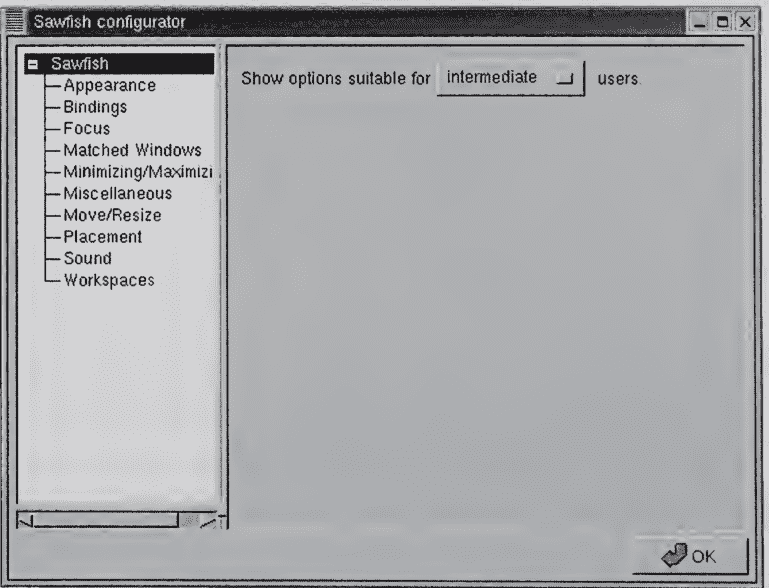 Sawfish configurator
Sawfish
Appearance
Bindings
Focus
Matched Windows
Minimizing/Maximizi
Miscellaneous
Move/Resize
Placement
Sound
Workspaces
Show options suitable for intermediate users.
OK